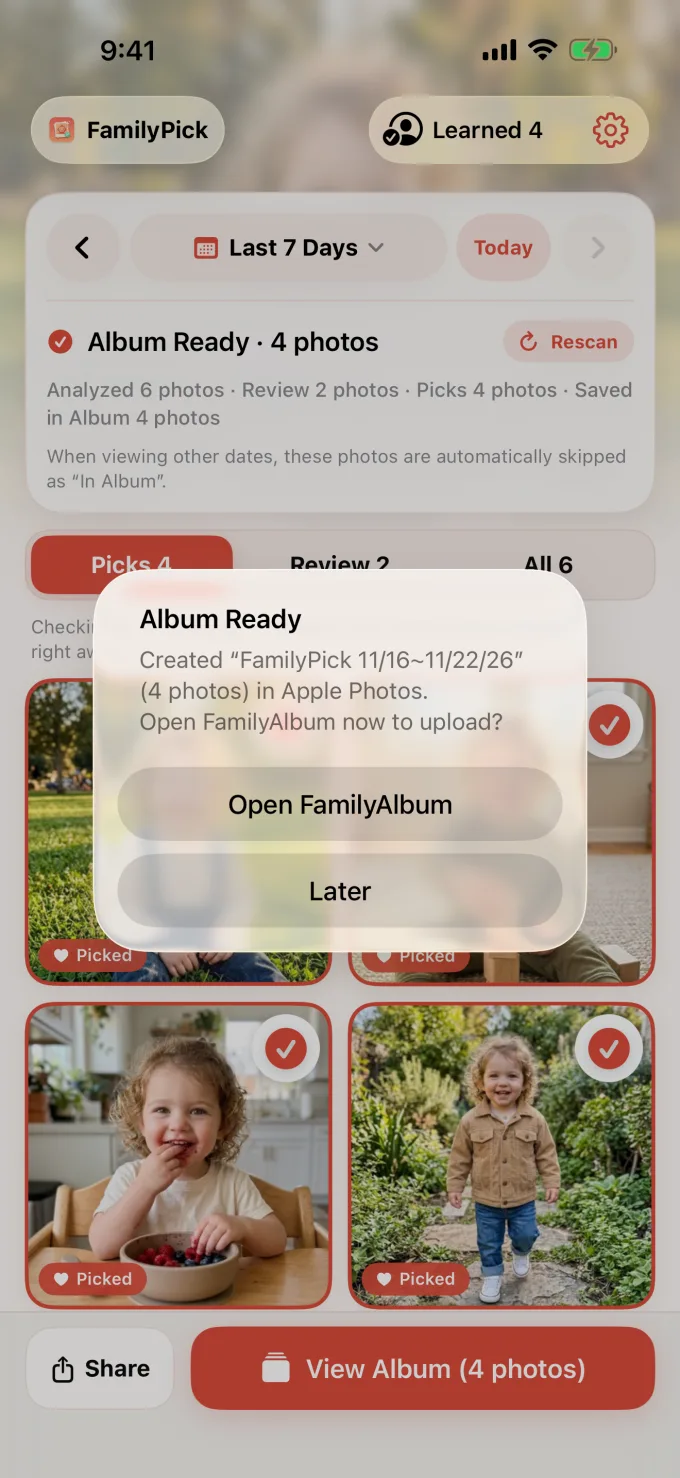 9:41
FamilyPick
Learned 4
Last 7 Days
Today
Album Ready · 4 photos
Rescan
Analyzed 6 photos · Review 2 photos · Picks 4 photos · Saved
in Album 4 photos
When viewing other dates, these photos are automatically skipped
as “In Album”.
Picks 4
Review 2
All 6
Album Ready
Created “FamilyPick 11/16~11/22/26”
(4 photos) in Apple Photos.
Open FamilyAlbum now to upload?
Open FamilyAlbum
Later
Picked
Picked
Picked
Picked
Share
View Album (4 photos)